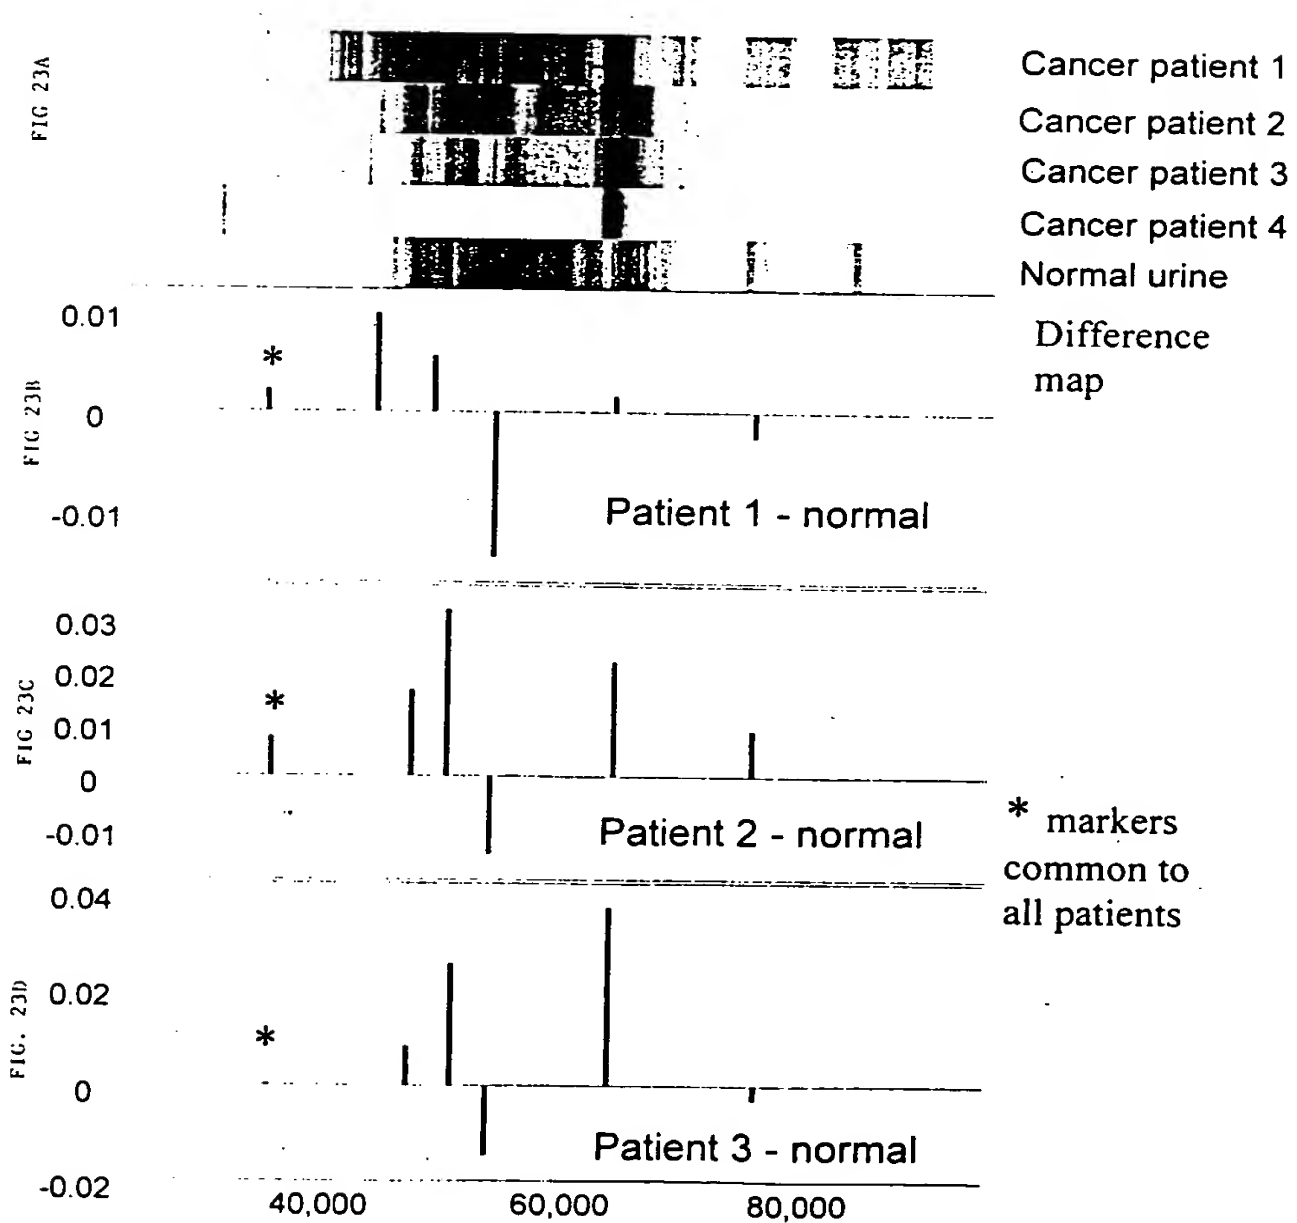 FIG 23A
Cancer patient 1
Cancer patient 2
Cancer patient 3
Cancer patient 4
Normal urine
Difference
map
FIG 23B
0.01
*
0
-0.01
Patient 1 - normal
FIG 23C
0.03
0.02
*
0.01
0
-0.01
Patient 2 - normal
* markers
common to
all patients
FIG. 23D
0.04
0.02
*
0
Patient 3 - normal
-0.02
40,000 60,000 80,000